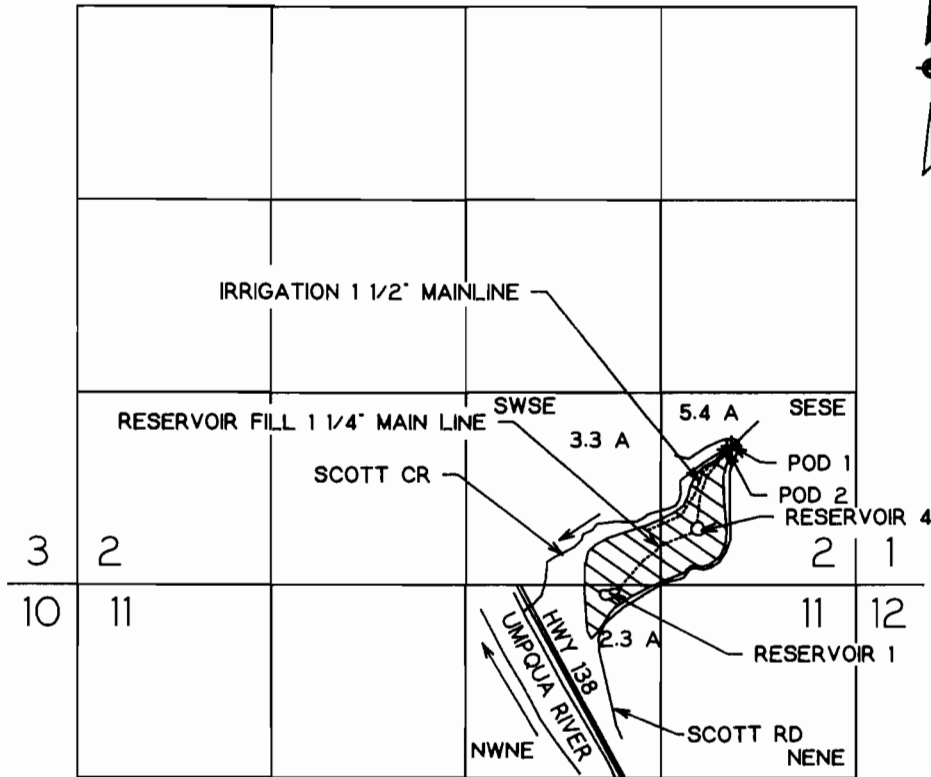 IRRIGATION 1 1/2" MAINLINE
SWSE
5.4 A
SESE
RESERVOIR FILL 1 1/4" MAIN LINE
3.3 A
POD 1
SCOTT CR
POD 2
RESERVOIR 4
3 2
2 1
10 11
11 12
2.3 A
RESERVOIR 1
HWY 138
UMPQUA RIVER
SCOTT RD
NWNE
NENE